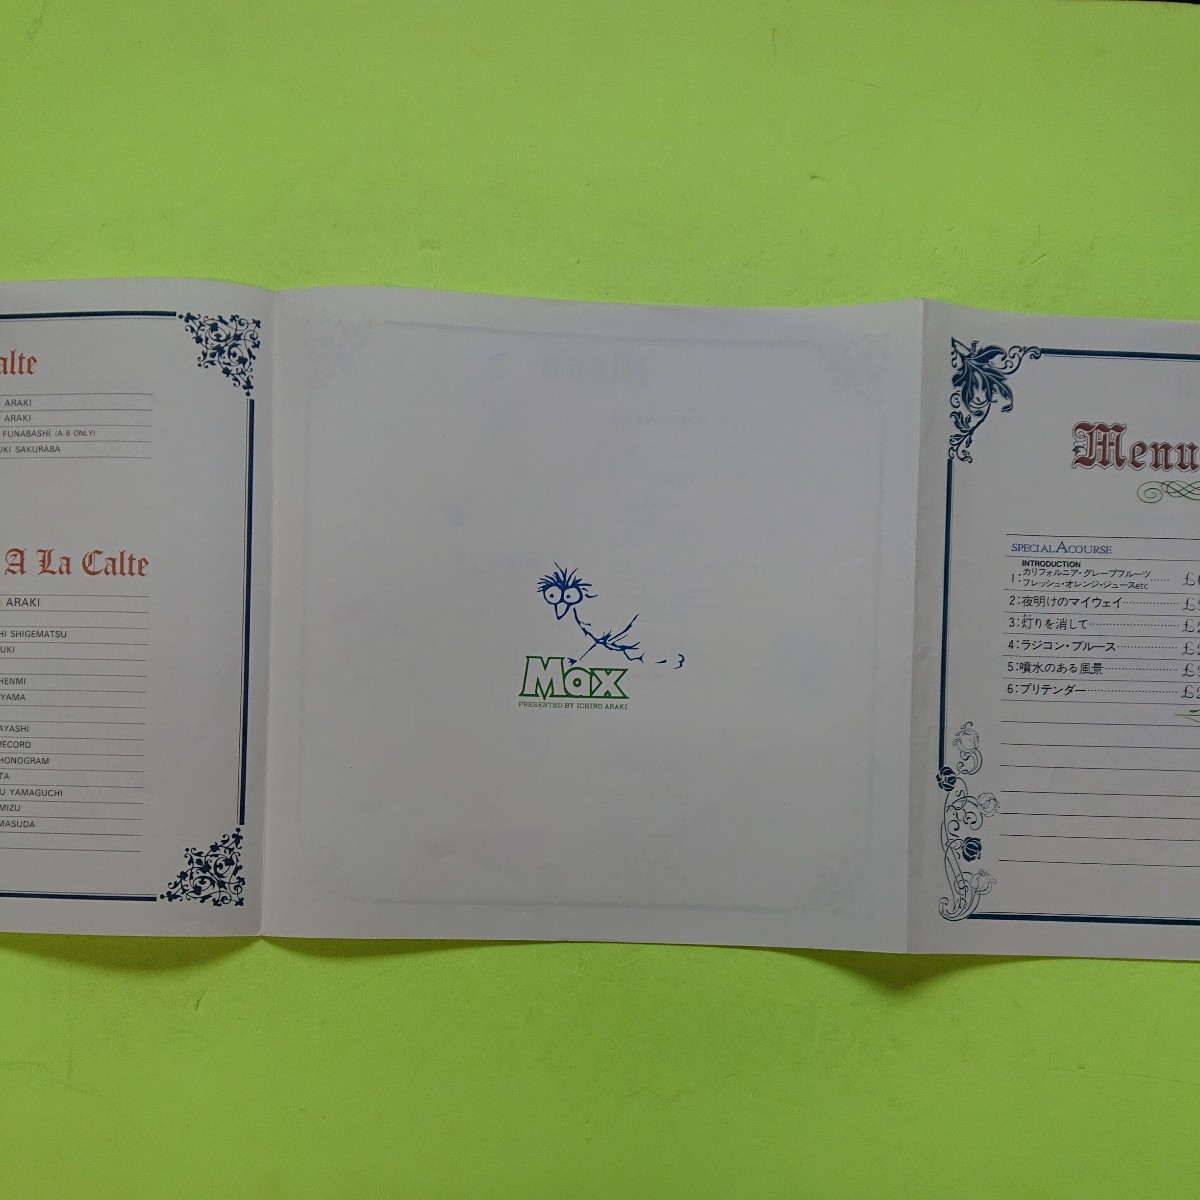 alte
ARAKI
ARAKI
FUNABASHI (A-6 ONLY)
UKI SAKURABA
A La Calte
ARAKI
HI SHIGEMATSU
UKI
HENMI
YAMA
AYASHI
RECORD
HONOGRAM
TA
U YAMAGUCHI
MIZU
MASUDA
Max
PRESENTED BY ICHIRO ARAKI
Menu
SPECIAL A COURSE
INTRODUCTION
1:カリフォルニア・グレープフルーツ
フレッシュ・オレンジ・ジュースetc
2:夜明けのマイウェイ
3:灯りを消して
4:ラジコン・ブルース
5:噴水のある風景
6:プリテンダー